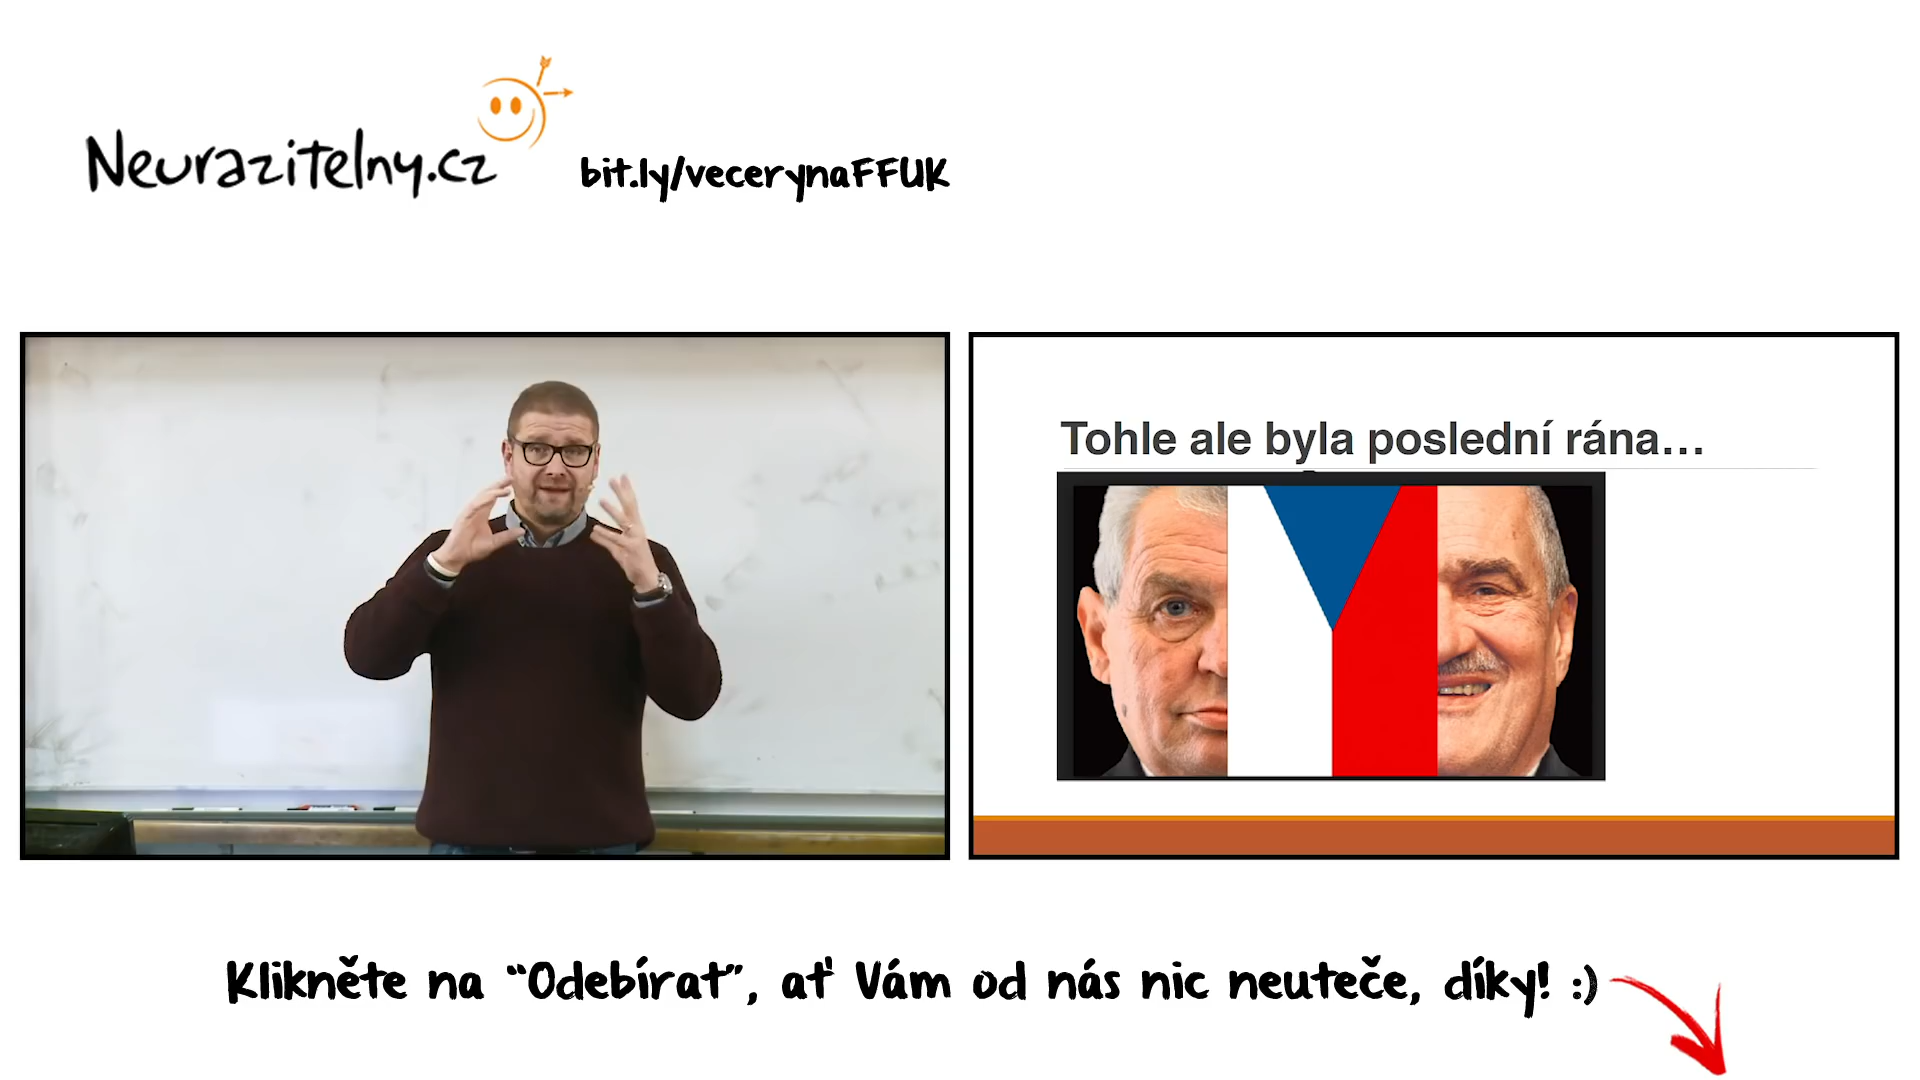 Neurazitelny.cz
bit.ly/vecerynaFFUK
Tohle ale byla poslední rána…
Klikněte na “Odebírat”, ať Vám od nás nic neuteče, díky! :)